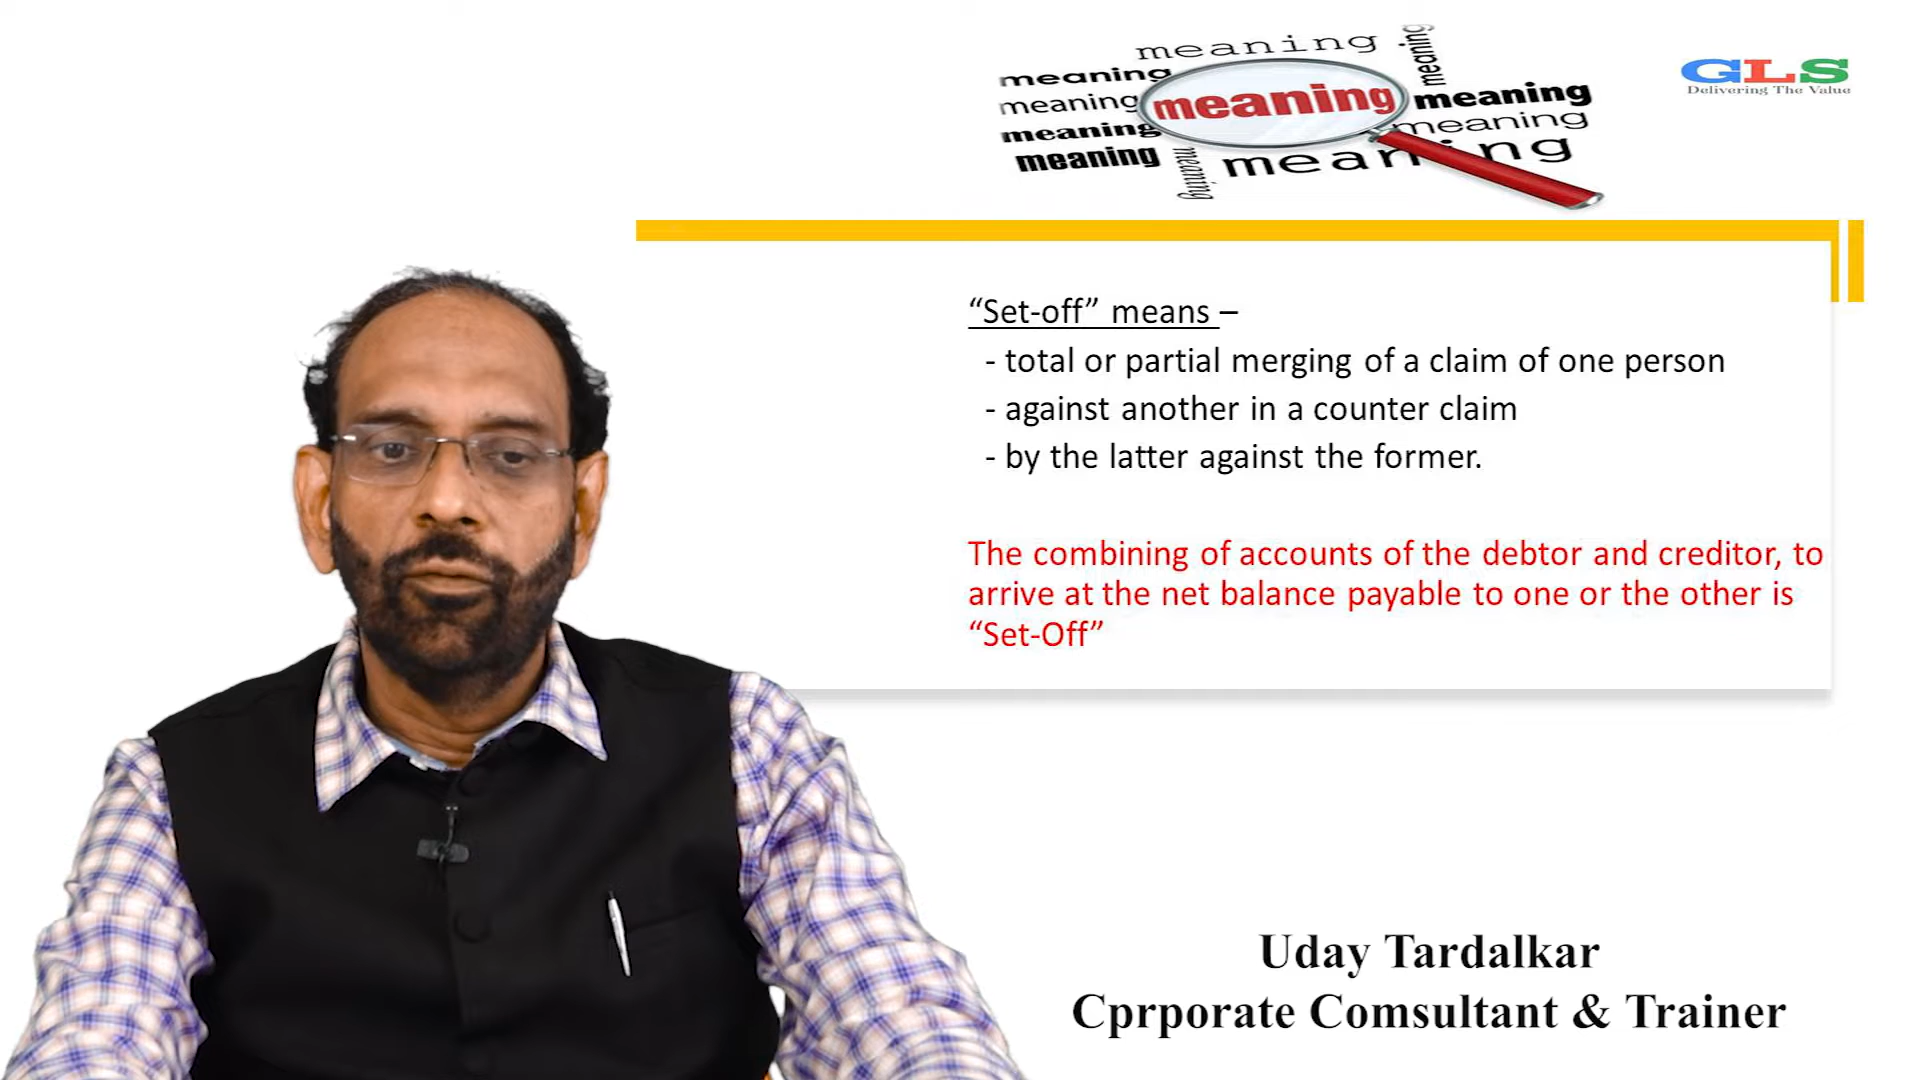 meaning
meaning
meaning
meaning
meaning
meaning
meaning
meaning
meaning
meaning
meaning
meaning
GLS
Delivering The Value
“Set-off” means –
- total or partial merging of a claim of one person
- against another in a counter claim
- by the latter against the former.
The combining of accounts of the debtor and creditor, to
arrive at the net balance payable to one or the other is
“Set-Off”
Uday Tardalkar
Cprporate Comsultant & Trainer